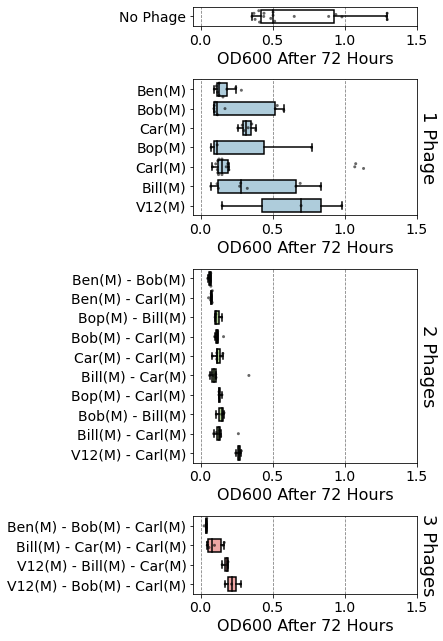 No Phage
0.0 0.5 1.0 1.5
OD600 After 72 Hours
Ben(M)
Bob(M)
Car(M)
Bop(M)
Carl(M)
Bill(M)
V12(M)
1 Phage
0.0 0.5 1.0 1.5
OD600 After 72 Hours
Ben(M) - Bob(M)
Ben(M) - Carl(M)
Bop(M) - Bill(M)
Bob(M) - Carl(M)
Car(M) - Carl(M)
Bill(M) - Car(M)
Bop(M) - Carl(M)
Bob(M) - Bill(M)
Bill(M) - Carl(M)
V12(M) - Carl(M)
2 Phages
0.0 0.5 1.0 1.5
OD600 After 72 Hours
Ben(M) - Bob(M) - Carl(M)
Bill(M) - Car(M) - Carl(M)
V12(M) - Bill(M) - Car(M)
V12(M) - Bob(M) - Carl(M)
3 Phages
0.0 0.5 1.0 1.5
OD600 After 72 Hours